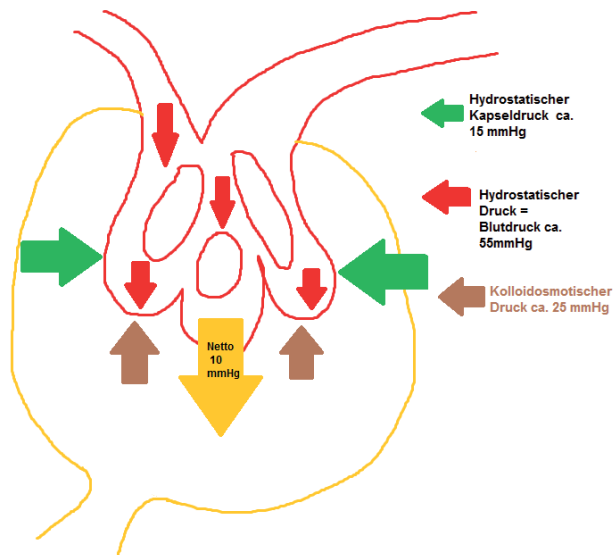 Hydrostatischer
Kapseldruck ca.
15 mmHg
Hydrostatischer
Druck =
Blutdruck ca.
55mmHg
Kolloidosmotischer
Druck ca. 25 mmHg
Netto
10
mmHg